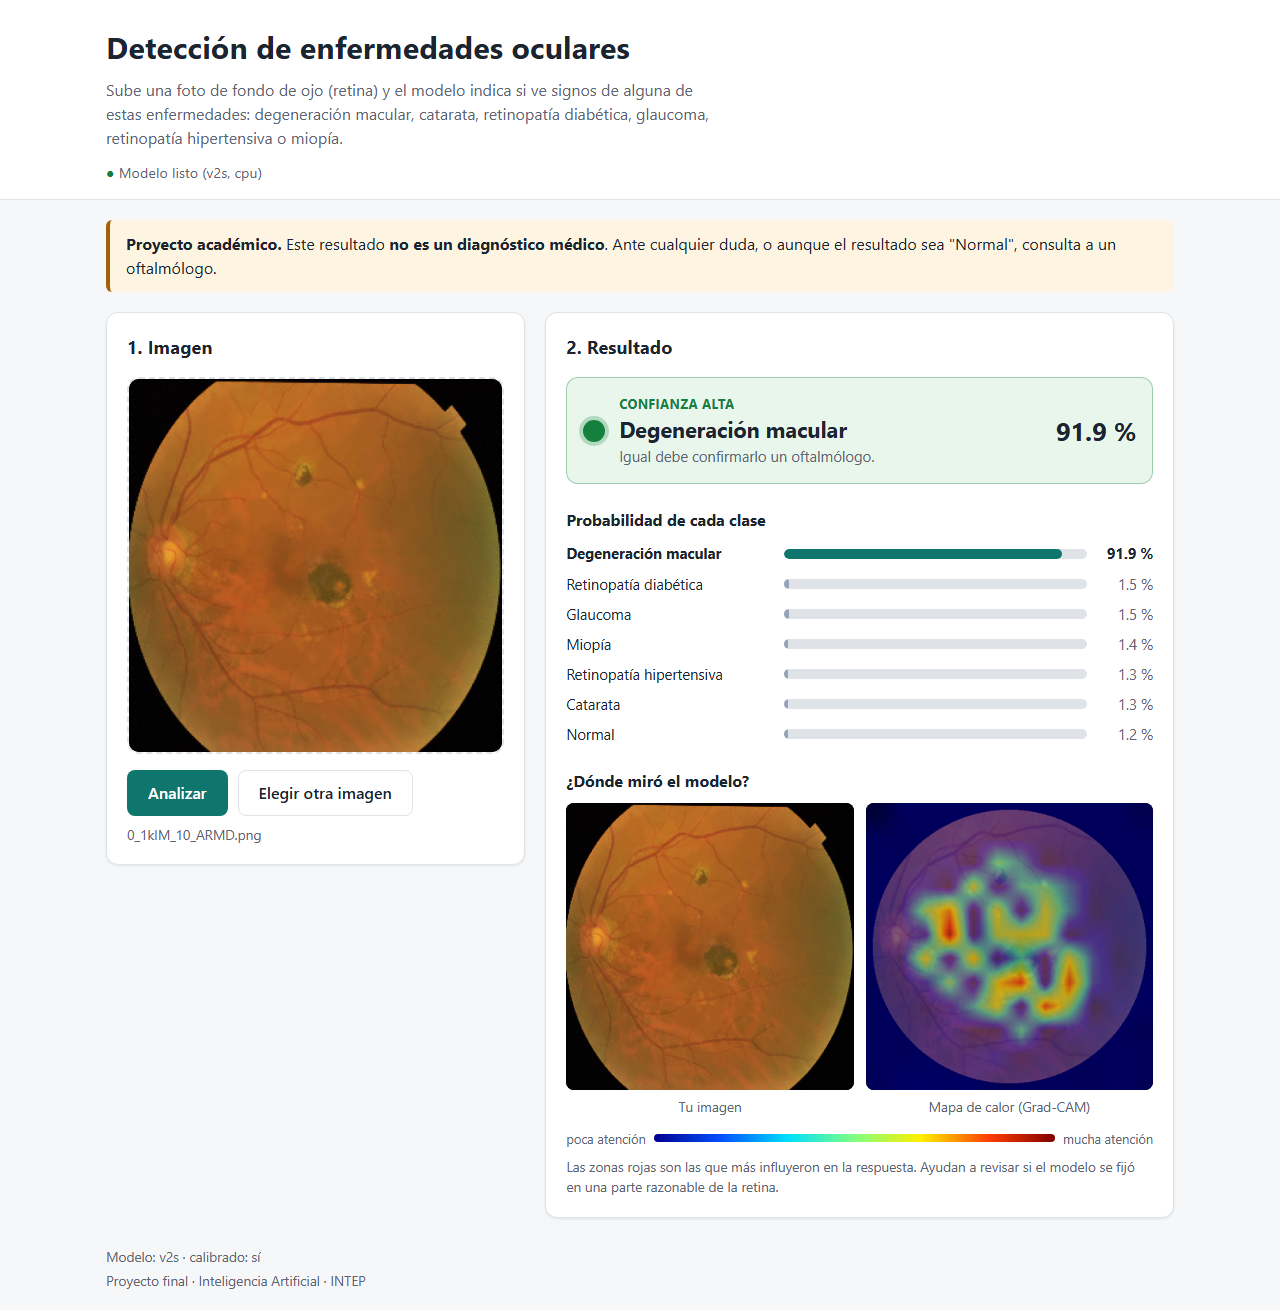 Detección de enfermedades oculares
Sube una foto de fondo de ojo (retina) y el modelo indica si ve signos de alguna de
estas enfermedades: degeneración macular, catarata, retinopatía diabética, glaucoma,
retinopatía hipertensiva o miopía.
● Modelo listo (v2s, cpu)
Proyecto académico. Este resultado no es un diagnóstico médico. Ante cualquier duda, o aunque el resultado sea "Normal", consulta a un
oftalmólogo.
1. Imagen
Analizar
Elegir otra imagen
0_1kIM_10_ARMD.png
2. Resultado
CONFIANZA ALTA
Degeneración macular
91.9 %
Igual debe confirmarlo un oftalmólogo.
Probabilidad de cada clase
Degeneración macular 91.9 %
Retinopatía diabética 1.5 %
Glaucoma 1.5 %
Miopía 1.4 %
Retinopatía hipertensiva 1.3 %
Catarata 1.3 %
Normal 1.2 %
¿Dónde miró el modelo?
Tu imagen
Mapa de calor (Grad-CAM)
poca atención
mucha atención
Las zonas rojas son las que más influyeron en la respuesta. Ayudan a revisar si el modelo se fijó
en una parte razonable de la retina.
Modelo: v2s · calibrado: sí
Proyecto final · Inteligencia Artificial · INTEP